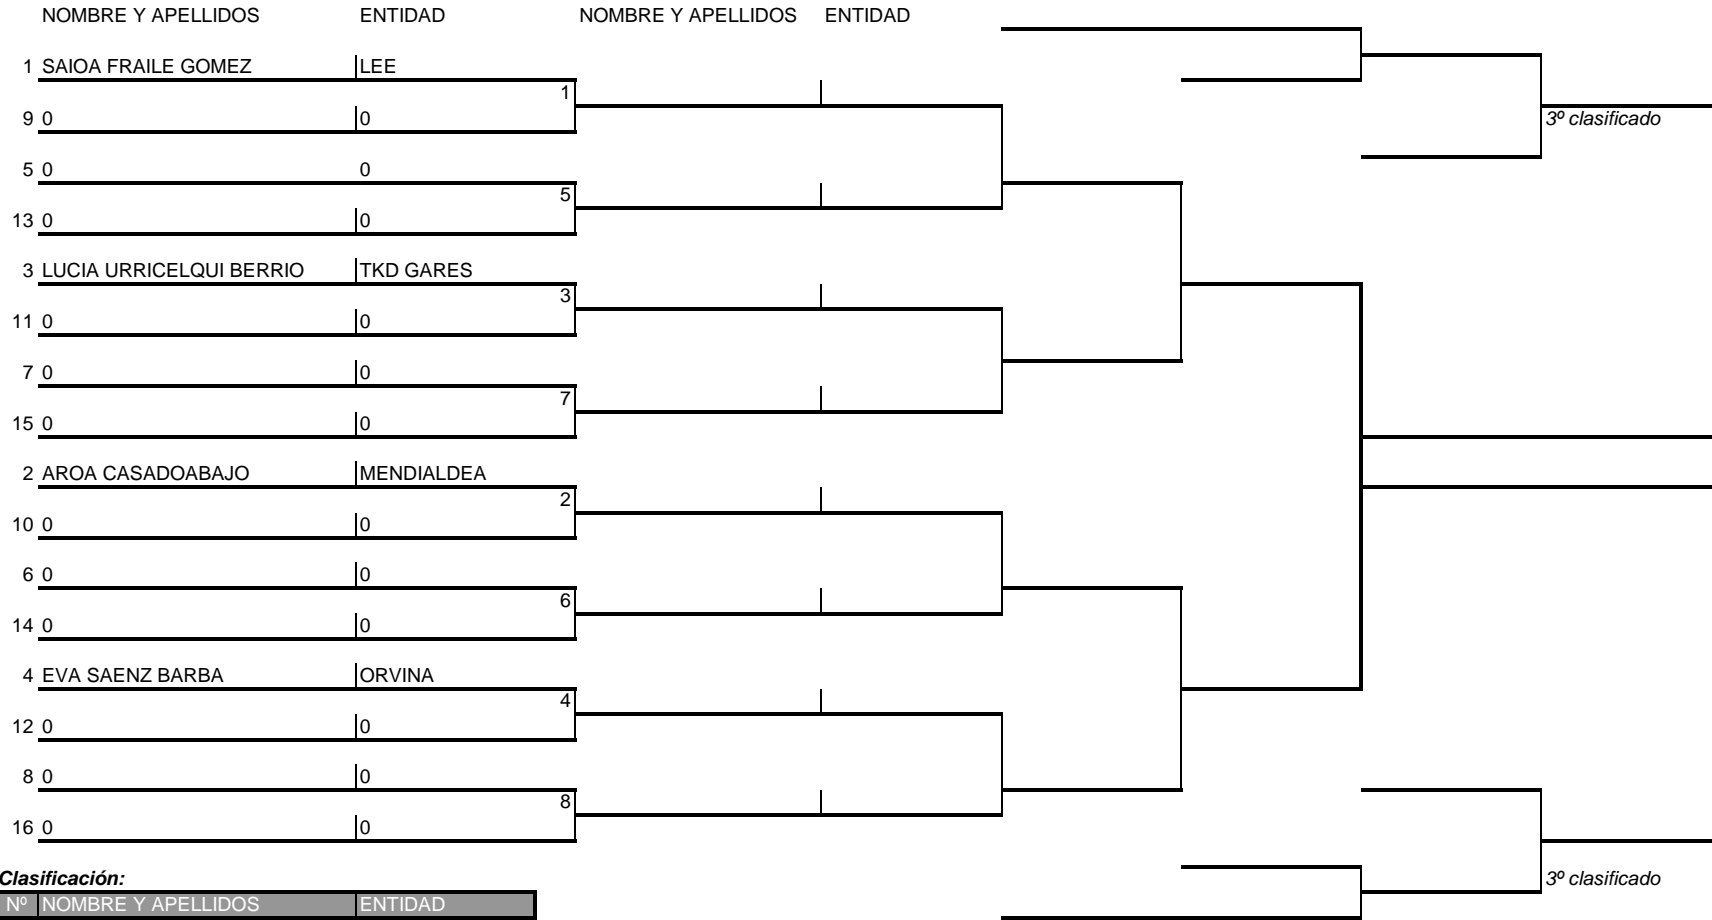 NOMBRE Y APELLIDOS ENTIDAD NOMBRE Y APELLIDOS ENTIDAD
1 SAIOA FRAILE GOMEZ LEE
1
9 0 0
3º clasificado
5 0 0
5
13 0 0
3 LUCIA URRICELQUI BERRIO TKD GARES
3
11 0 0
7 0 0
7
15 0 0
2 AROA CASADOABAJO MENDIALDEA
2
10 0 0
6 0 0
6
14 0 0
4 EVA SAENZ BARBA ORVINA
4
12 0 0
8 0 0
8
16 0 0
Clasificación: 3º clasificado
Nº NOMBRE Y APELLIDOS ENTIDAD